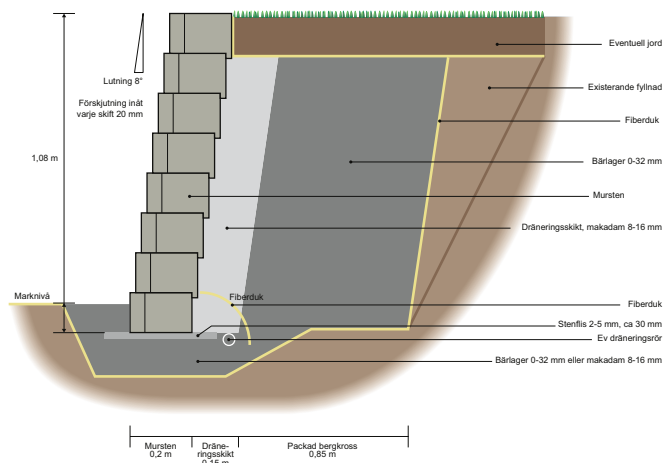 Eventuell jord
Lutning 8°
Existerande fyllnad
Förskjutning inåt
varje skift 20 mm
Fiberduk
1,08 m
Bärlager 0-32 mm
Mursten
Dräneringsskikt, makadam 8-16 mm
Marknivå
Fiberduk
Fiberduk
Stenflis 2-5 mm, ca 30 mm
Ev dräneringsrör
Bärlager 0-32 mm eller makadam 8-16 mm
Mursten
0,2 m
Dräne-
ringsskikt
0,15 m
Packad bergkross
0,85 m